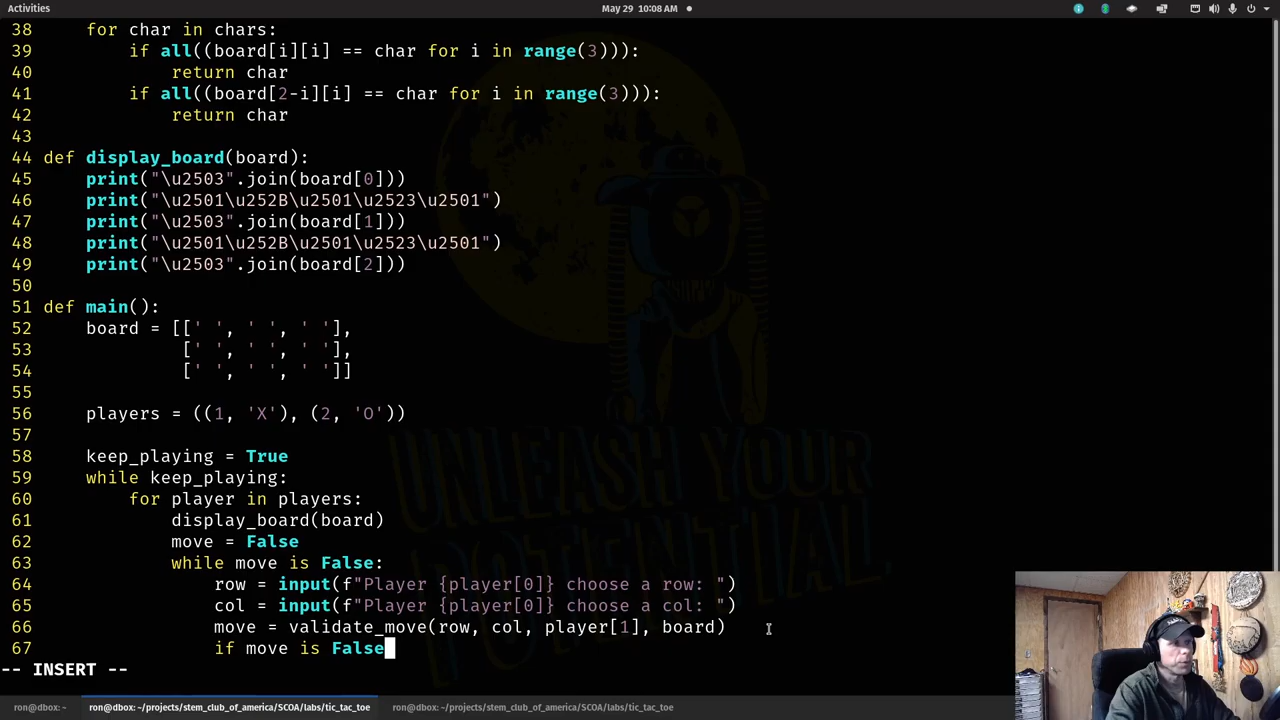 Activities
May 29 10:08 AM
38 for char in chars:
39 if all((board[i][i] == char for i in range(3))):
40 return char
41 if all((board[2-i][i] == char for i in range(3))):
42 return char
43
44 def display_board(board):
45 print("\u2503".join(board[0]))
46 print("\u2501\u252B\u2501\u2523\u2501")
47 print("\u2503".join(board[1]))
48 print("\u2501\u252B\u2501\u2523\u2501")
49 print("\u2503".join(board[2]))
50
51 def main():
52 board = [[' ', ' ', ' '],
53 [' ', ' ', ' '],
54 [' ', ' ', ' ']]
55
56 players = ((1, 'X'), (2, 'O'))
57
58 keep_playing = True
59 while keep_playing:
60 for player in players:
61 display_board(board)
62 move = False
63 while move is False:
64 row = input(f"Player {player[0]} choose a row: ")
65 col = input(f"Player {player[0]} choose a col: ")
66 move = validate_move(row, col, player[1], board)
67 if move is False
-- INSERT --
UNLEASH YOUR
POTENTIAL.
ron@dbox: ~
ron@dbox: ~/projects/stem_club_of_america/SCOA/labs/tic_tac_toe
ron@dbox: ~/projects/stem_club_of_america/SCOA/labs/tic_tac_toe